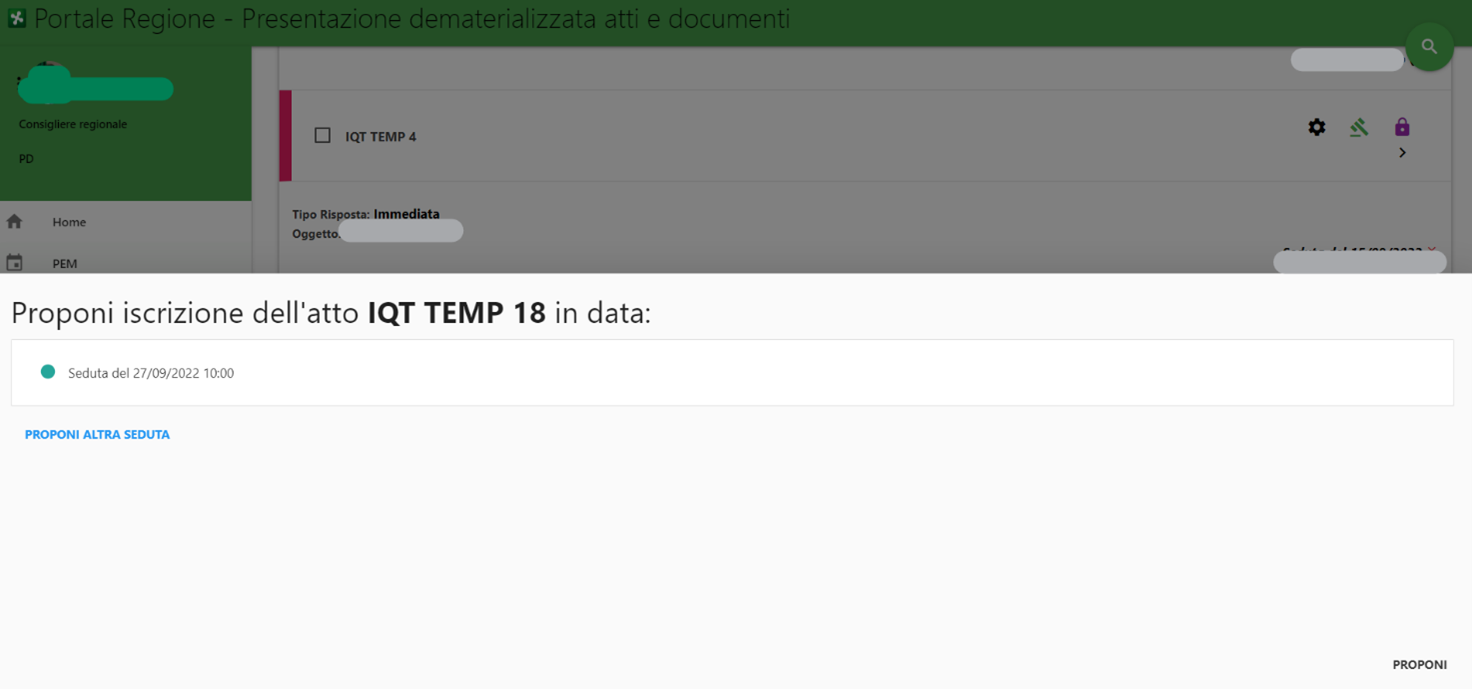 Portale Regione - Presentazione dematerializzata atti e documenti
Consigliere regionale
PD
Home
PEM
IQT TEMP 4
Tipo Risposta: Immediata
Oggetto:
Proponi iscrizione dell'atto IQT TEMP 18 in data:
Seduta del 27/09/2022 10:00
PROPONI ALTRA SEDUTA
PROPONI